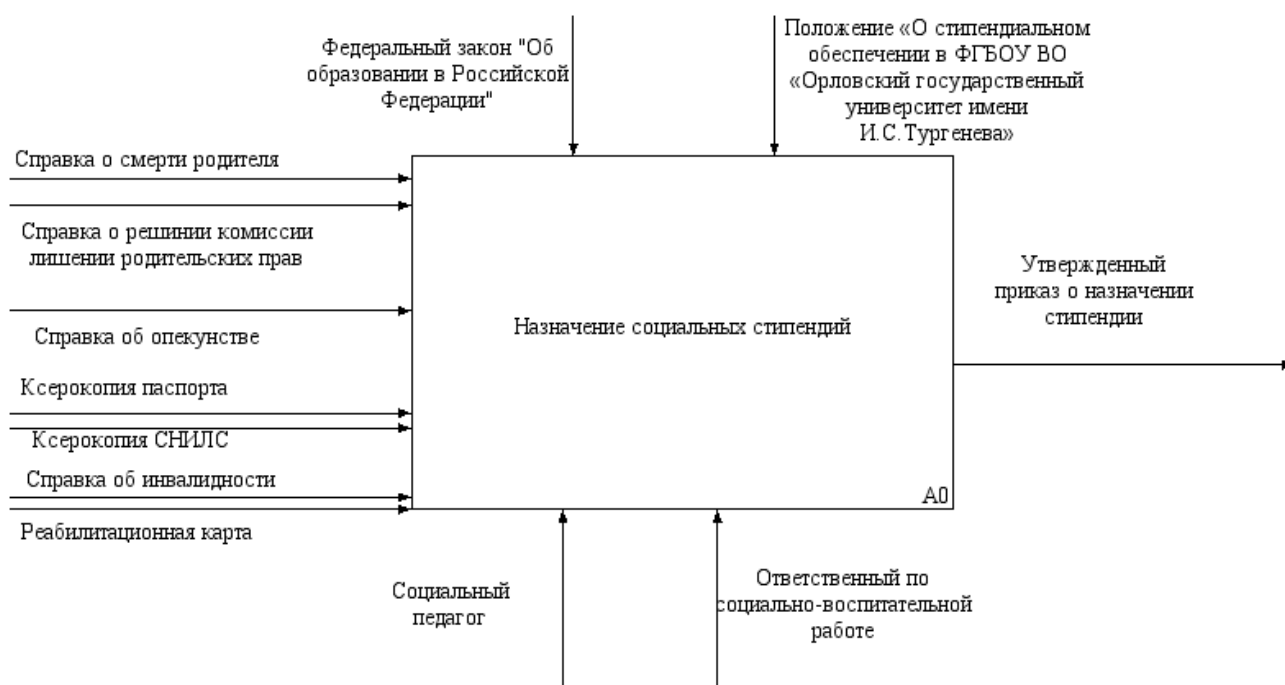 Федеральный закон "Об
образовании в Российской
Федерации"
Положение «О стипендиальном
обеспечении в ФГБОУ ВО
«Орловский государственный
университет имени
И.С.Тургенева»
Справка о смерти родителя
Справка о решинии комиссии
лишении родительских прав
Справка об опекунстве
Ксерокопия паспорта
Ксерокопия СНИЛС
Справка об инвалидности
Реабилитационная карта
Назначение социальных стипендий
A0
Утвержденный
приказ о назначении
стипендии
Социальный
педагог
Ответственный по
социально-воспитательной
работе